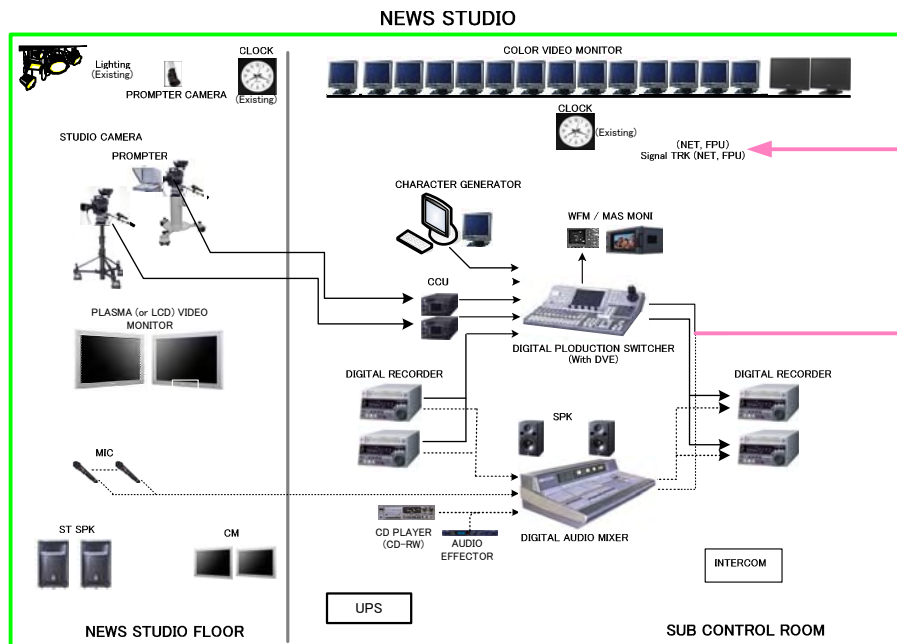 NEWS STUDIO
Lighting
(Existing)
PROMPTER CAMERA
CLOCK
(Existing)
COLOR VIDEO MONITOR
CLOCK
(Existing)
(NET, FPU)
Signal TRK (NET, FPU)
STUDIO CAMERA
PROMPTER
CHARACTER GENERATOR
WFM / MAS MONI
CCU
PLASMA (or LCD) VIDEO
MONITOR
DIGITAL PLODUCTION SWITCHER
(With DVE)
DIGITAL RECORDER
DIGITAL RECORDER
SPK
MIC
CD PLAYER
(CD-RW)
AUDIO
EFFECTOR
DIGITAL AUDIO MIXER
ST SPK
CM
INTERCOM
UPS
NEWS STUDIO FLOOR
SUB CONTROL ROOM